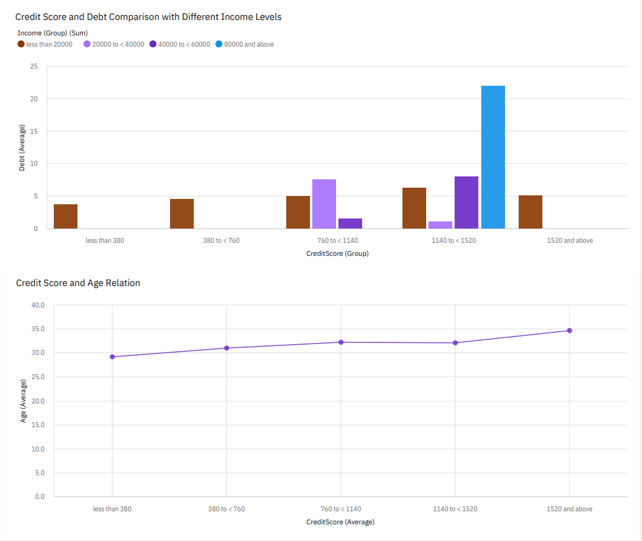 Credit Score and Debt Comparison with Different Income Levels
Income (Group) (Sum)
less than 20000 20000 to < 40000 40000 to < 60000 80000 and above
25
20
15
10
5
0
Debt (Average)
less than 380 380 to < 760 760 to < 1140 1140 to < 1520 1520 and above
CreditScore (Group)
Credit Score and Age Relation
40.0
35.0
30.0
25.0
20.0
15.0
10.0
5.0
0.0
Age (Average)
less than 380 380 to < 760 760 to < 1140 1140 to < 1520 1520 and above
CreditScore (Average)